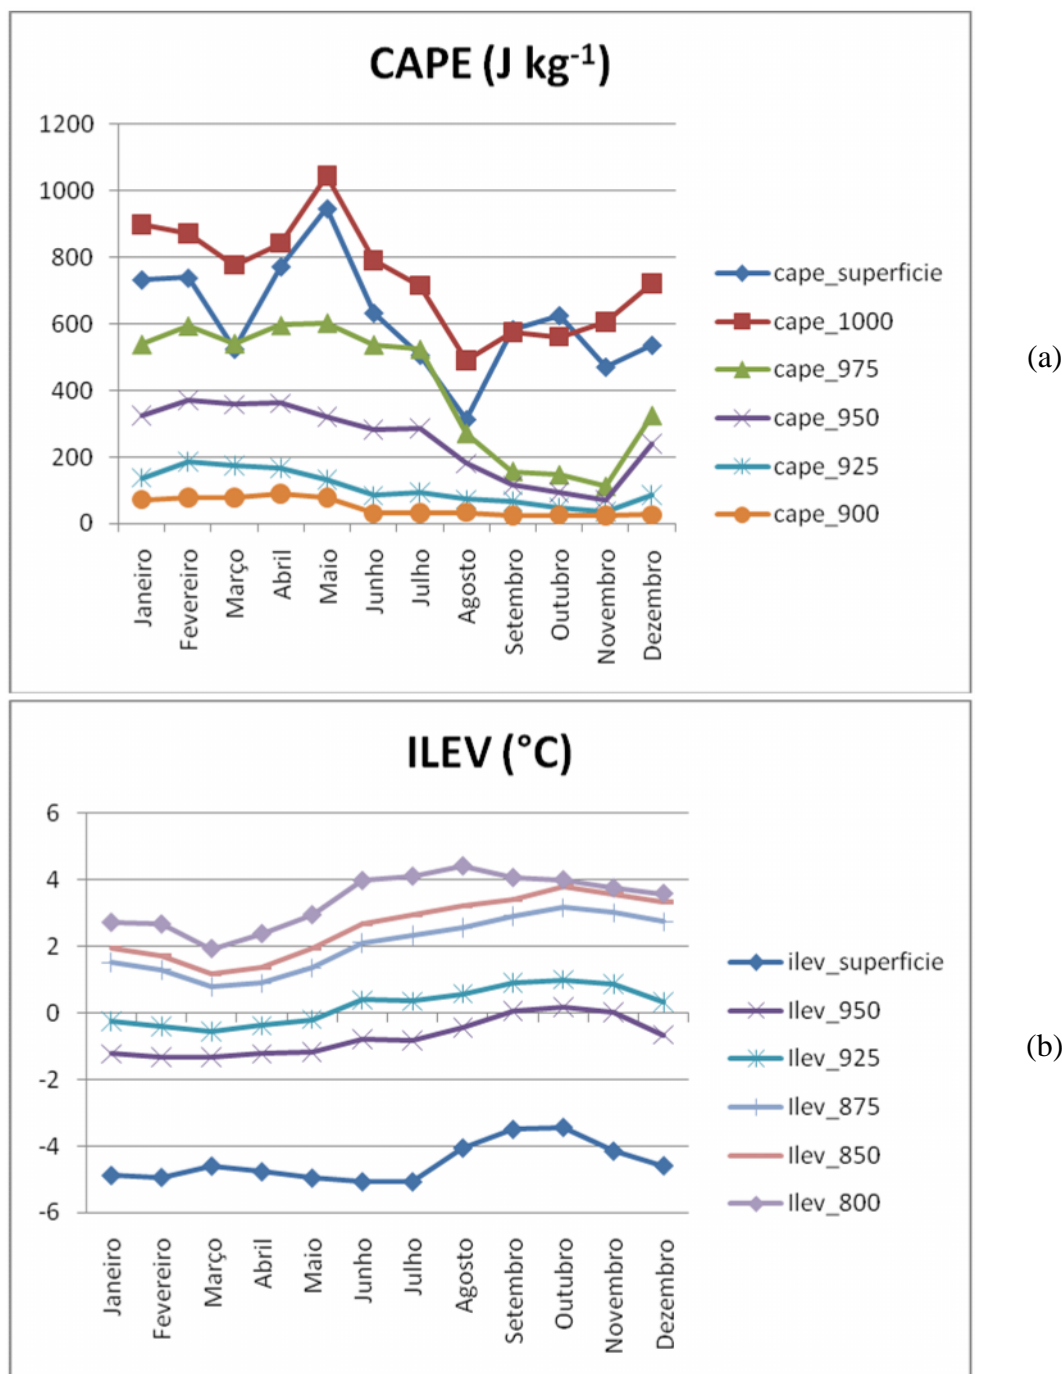 CAPE (J kg-1)
1200
1000
800
600
400
200
0
Janeiro
Fevereiro
Março
Abril
Maio
Junho
Julho
Agosto
Setembro
Outubro
Novembro
Dezembro
cape_superficie
cape_1000
cape_975
cape_950
cape_925
cape_900
(a)
ILEV (°C)
6
4
2
0
-2
-4
-6
Janeiro
Fevereiro
Março
Abril
Maio
Junho
Julho
Agosto
Setembro
Outubro
Novembro
Dezembro
ilev_superficie
Ilev_950
Ilev_925
Ilev_875
Ilev_850
Ilev_800
(b)